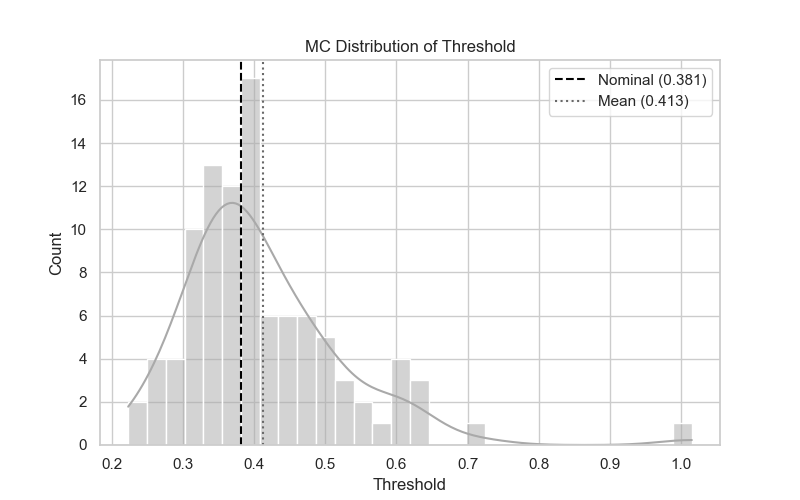 MC Distribution of Threshold
Nominal (0.381)
Mean (0.413)
Count
16
14
12
10
8
6
4
2
0
0.2 0.3 0.4 0.5 0.6 0.7 0.8 0.9 1.0
Threshold